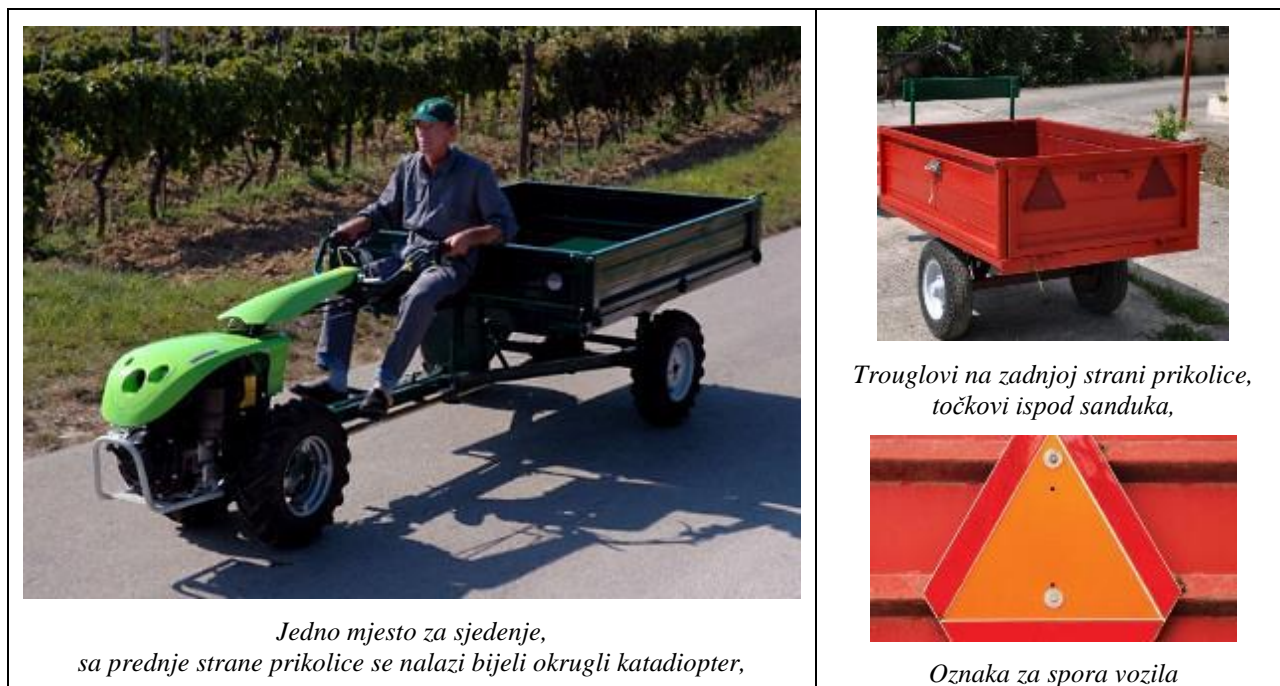 Jedno mjesto za sjedenje,
sa prednje strane prikolice se nalazi bijeli okrugli katadiopter,
Trouglovi na zadnjoj strani prikolice,
točkovi ispod sanduka,
Oznaka za spora vozila